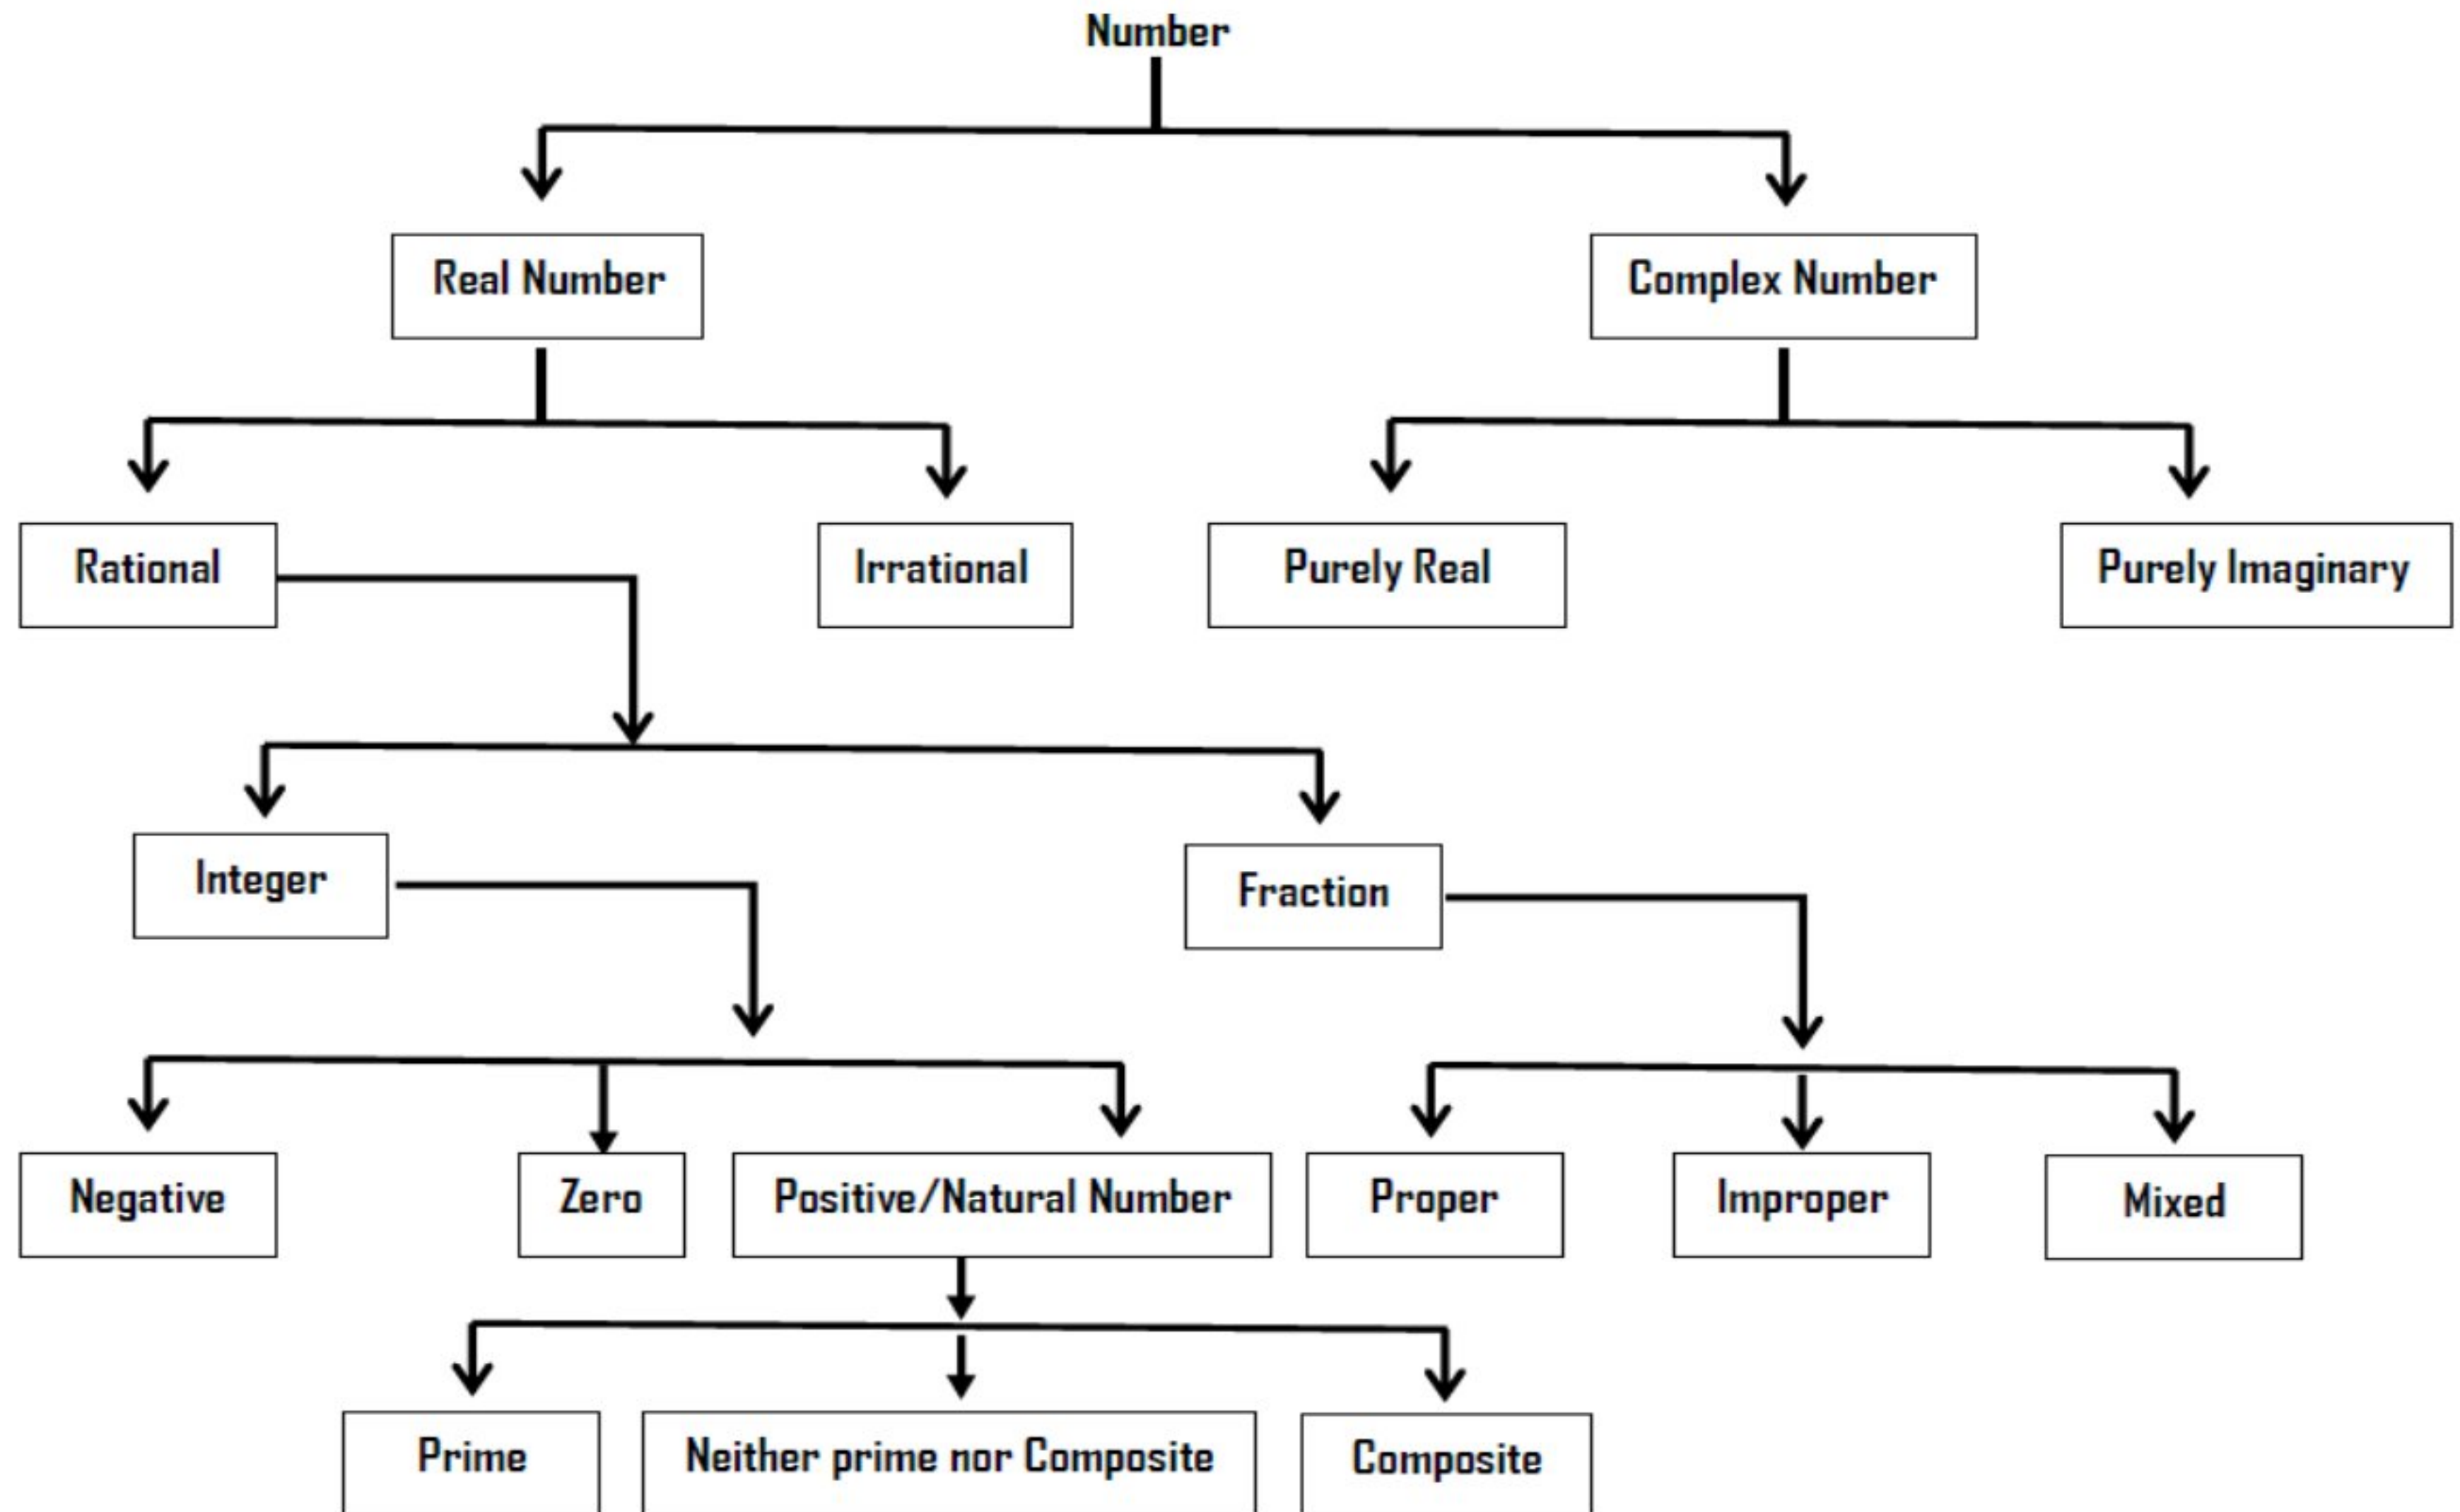 Number
Real Number
Complex Number
Rational
Irrational
Purely Real
Purely Imaginary
Integer
Fraction
Negative
Zero
Positive/Natural Number
Proper
Improper
Mixed
Prime
Neither prime nor Composite
Composite